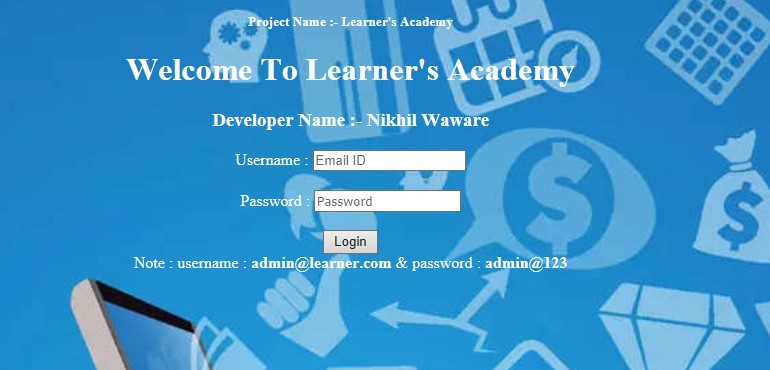 Project Name :- Learner's Academy
Welcome To Learner's Academy
Developer Name :- Nikhil Waware
Username : Email ID
Password : Password
Login
Note : username : admin@learner.com & password : admin@123